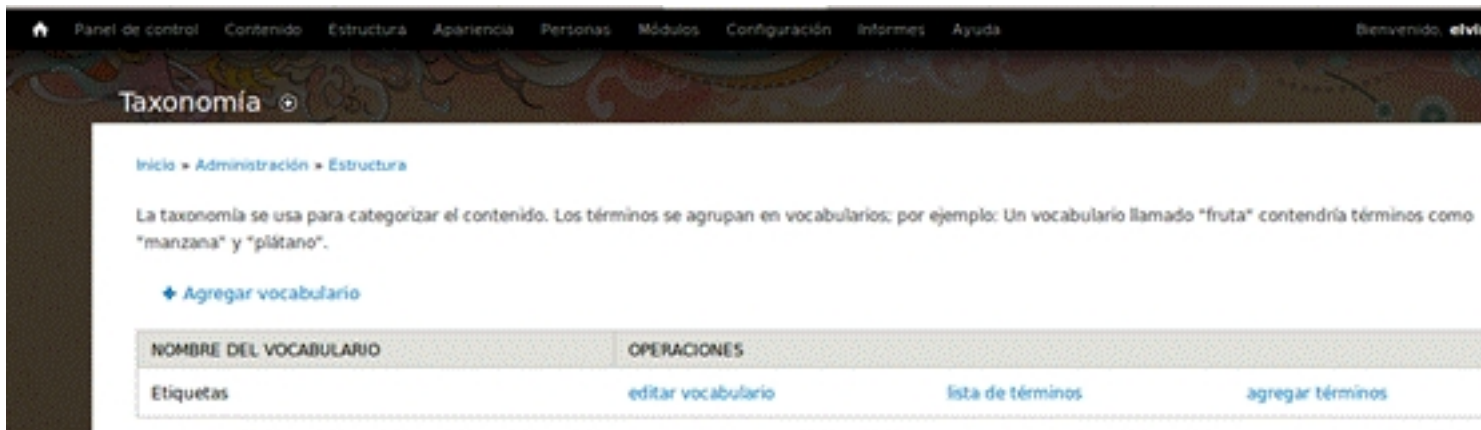 Panel de control Contenido Estructura Apariencia Personas Módulos Configuración Informes Ayuda Bienvenido, elvi
Taxonomía
Inicio » Administración » Estructura
La taxonomía se usa para categorizar el contenido. Los términos se agrupan en vocabularios; por ejemplo: Un vocabulario llamado "fruta" contendría términos como
"manzana" y "plátano".
Agregar vocabulario
NOMBRE DEL VOCABULARIO OPERACIONES
Etiquetas editar vocabulario lista de términos agregar términos